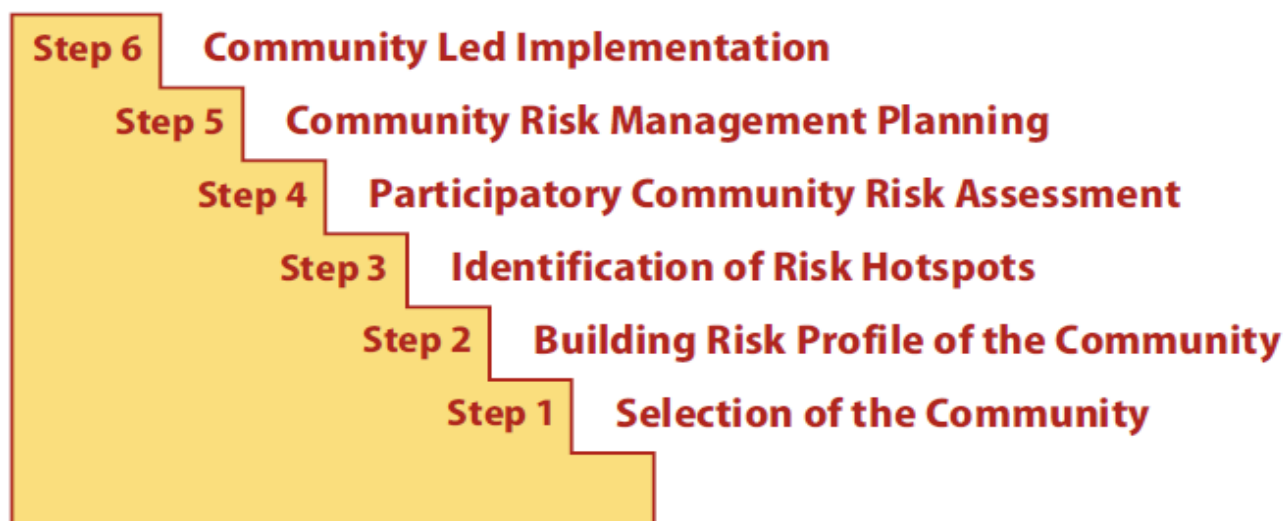 Step 6 Community Led Implementation
Step 5 Community Risk Management Planning
Step 4 Participatory Community Risk Assessment
Step 3 Identification of Risk Hotspots
Step 2 Building Risk Profile of the Community
Step 1 Selection of the Community